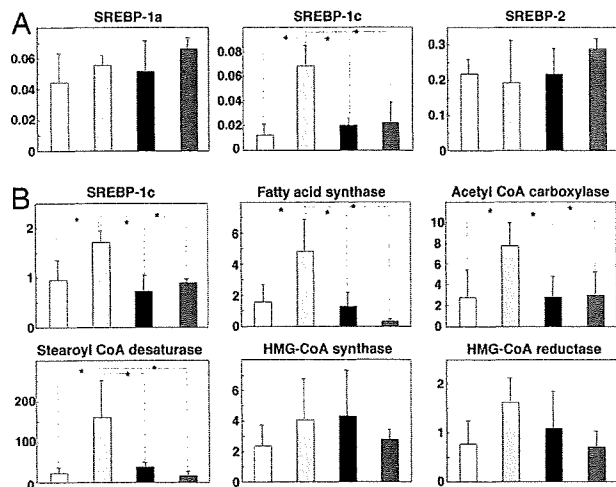 A
SREBP-1a
SREBP-1c
SREBP-2
0.06
0.04
0.02
0
0.08
0.06
0.04
0.02
0
* * *
0.3
0.2
0.1
0
B
SREBP-1c
Fatty acid synthase
Acetyl CoA carboxylase
2
1
0
* * *
6
4
2
0
* * *
10
8
6
4
2
0
* * *
Stearoyl CoA desaturase
HMG-CoA synthase
HMG-CoA reductase
200
100
0
* * *
6
4
2
0
2
1
0